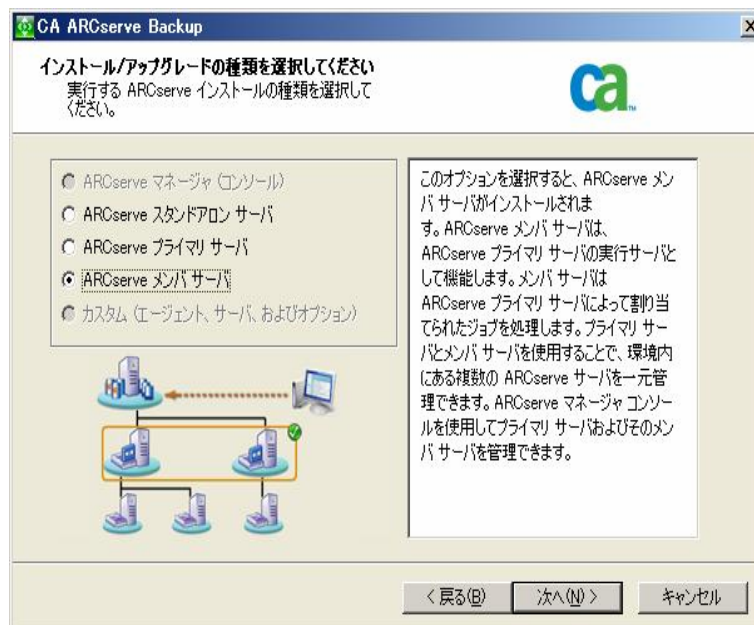 CA ARCserve Backup
インストール/アップグレードの種類を選択してください
実行する ARCserve インストールの種類を選択して
ください。
ca™
ARCserve マネージャ (コンソール)
ARCserve スタンドアロン サーバ
ARCserve プライマリ サーバ
ARCserve メンバ サーバ
カスタム (エージェント、サーバ、およびオプション)
このオプションを選択すると、ARCserve メン
バ サーバがインストールされま
す。ARCserve メンバ サーバは、
ARCserve プライマリ サーバの実行サーバと
して機能します。メンバ サーバは
ARCserve プライマリ サーバによって割り当
てられたジョブを処理します。プライマリ サー
バとメンバ サーバを使用することで、環境内
にある複数の ARCserve サーバを一元管
理できます。ARCserve マネージャ コンソー
ルを使用してプライマリ サーバおよびそのメン
バ サーバを管理できます。
< 戻る(B)
次へ(N) >
キャンセル